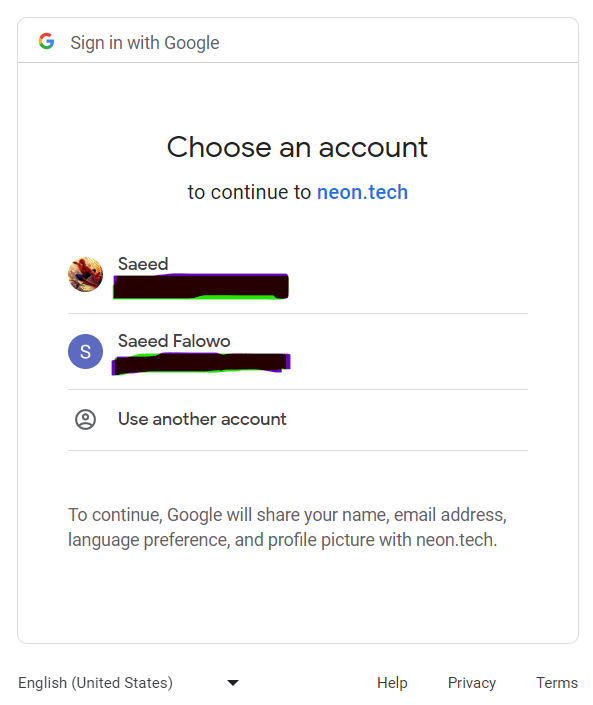 Sign in with Google
Choose an account
to continue to neon.tech
Saeed
S
Saeed Falowo
Use another account
To continue, Google will share your name, email address,
language preference, and profile picture with neon.tech.
English (United States)
Help Privacy Terms